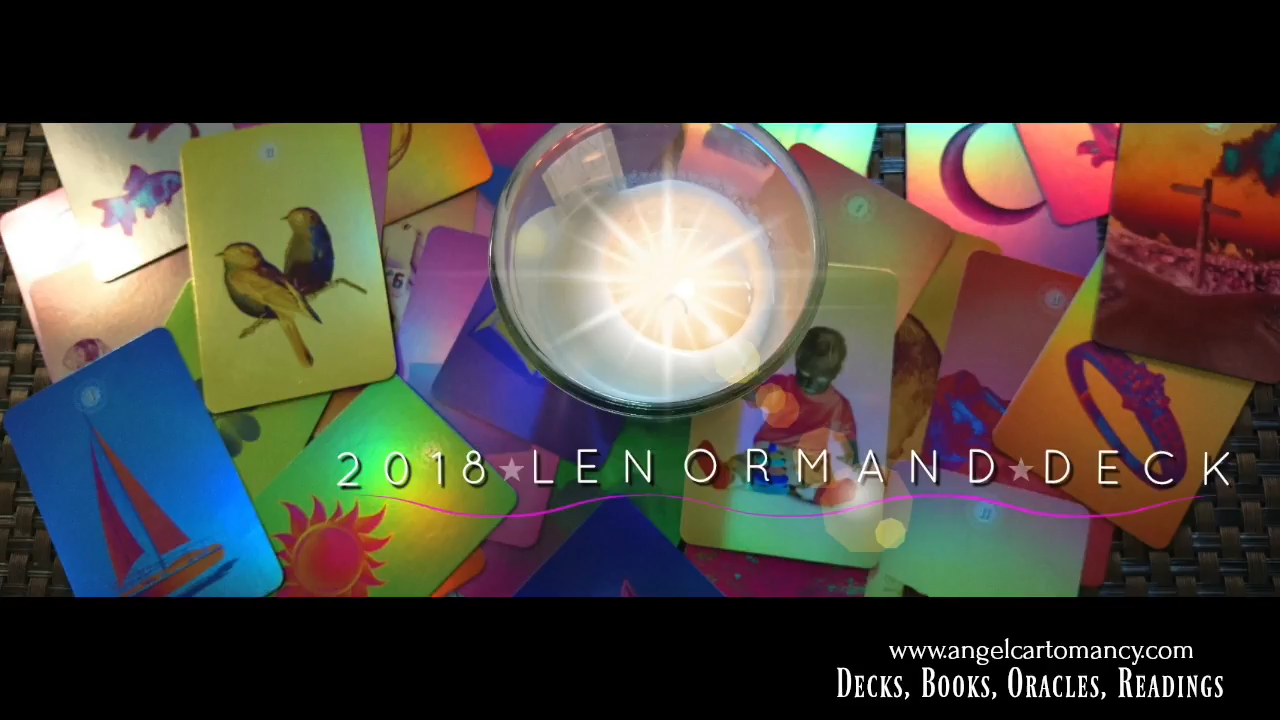 2018★LENORMAND★DECK
www.angelcartomancy.com
Decks, Books, Oracles, Readings